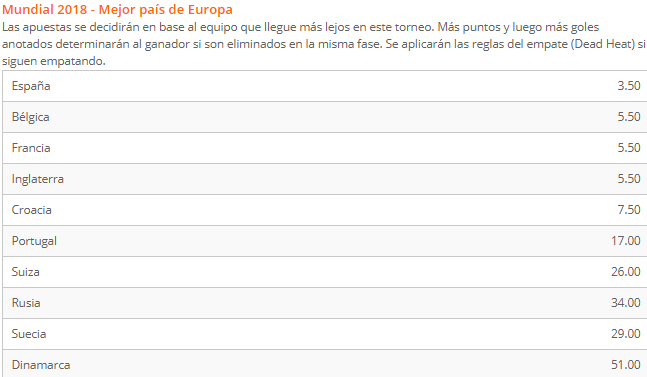 Mundial 2018 - Mejor país de Europa
Las apuestas se decidirán en base al equipo que llegue más lejos en este torneo. Más puntos y luego más goles
anotados determinarán al ganador si son eliminados en la misma fase. Se aplicarán las reglas del empate (Dead Heat) si
siguen empatando.
España 3.50
Bélgica 5.50
Francia 5.50
Inglaterra 5.50
Croacia 7.50
Portugal 17.00
Suiza 26.00
Rusia 34.00
Suecia 29.00
Dinamarca 51.00